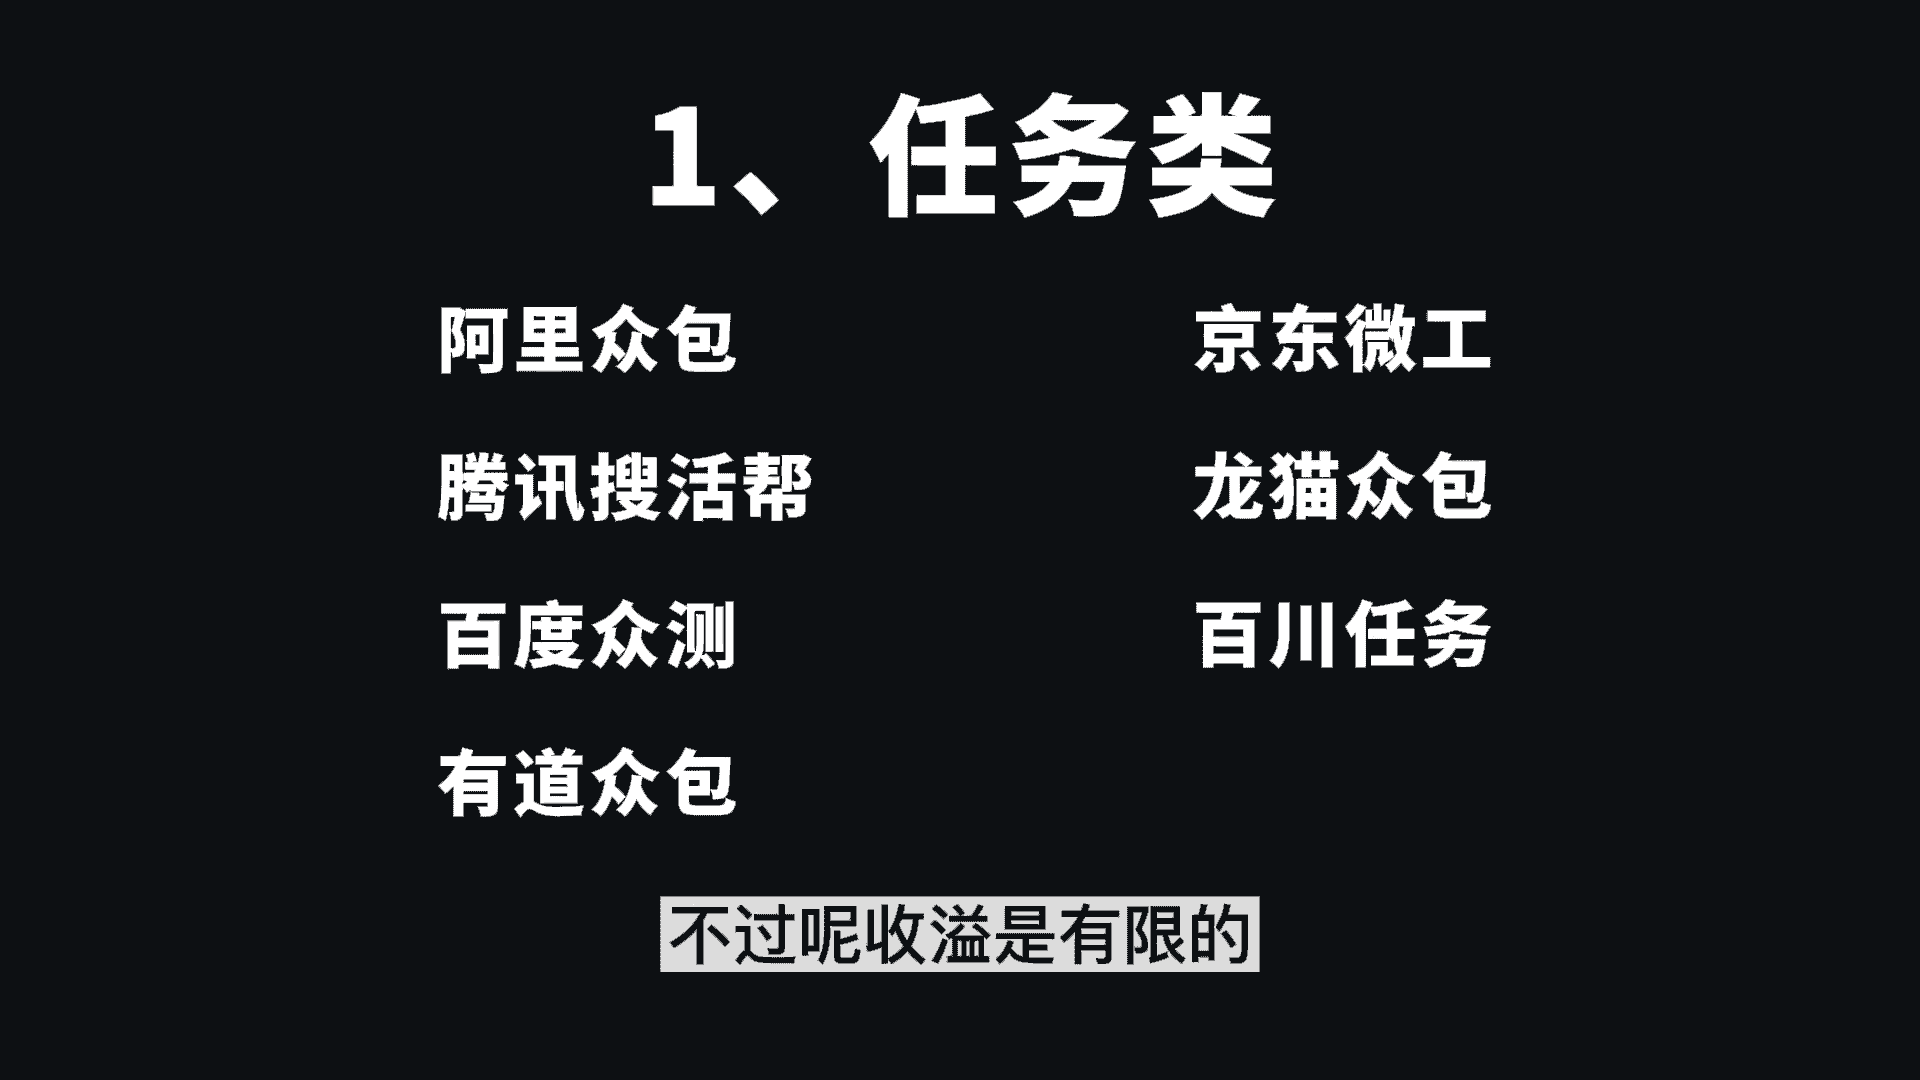 1、任务类
阿里众包
京东微工
腾讯搜活帮
龙猫众包
百度众测
百川任务
有道众包
不过呢收溢是有限的